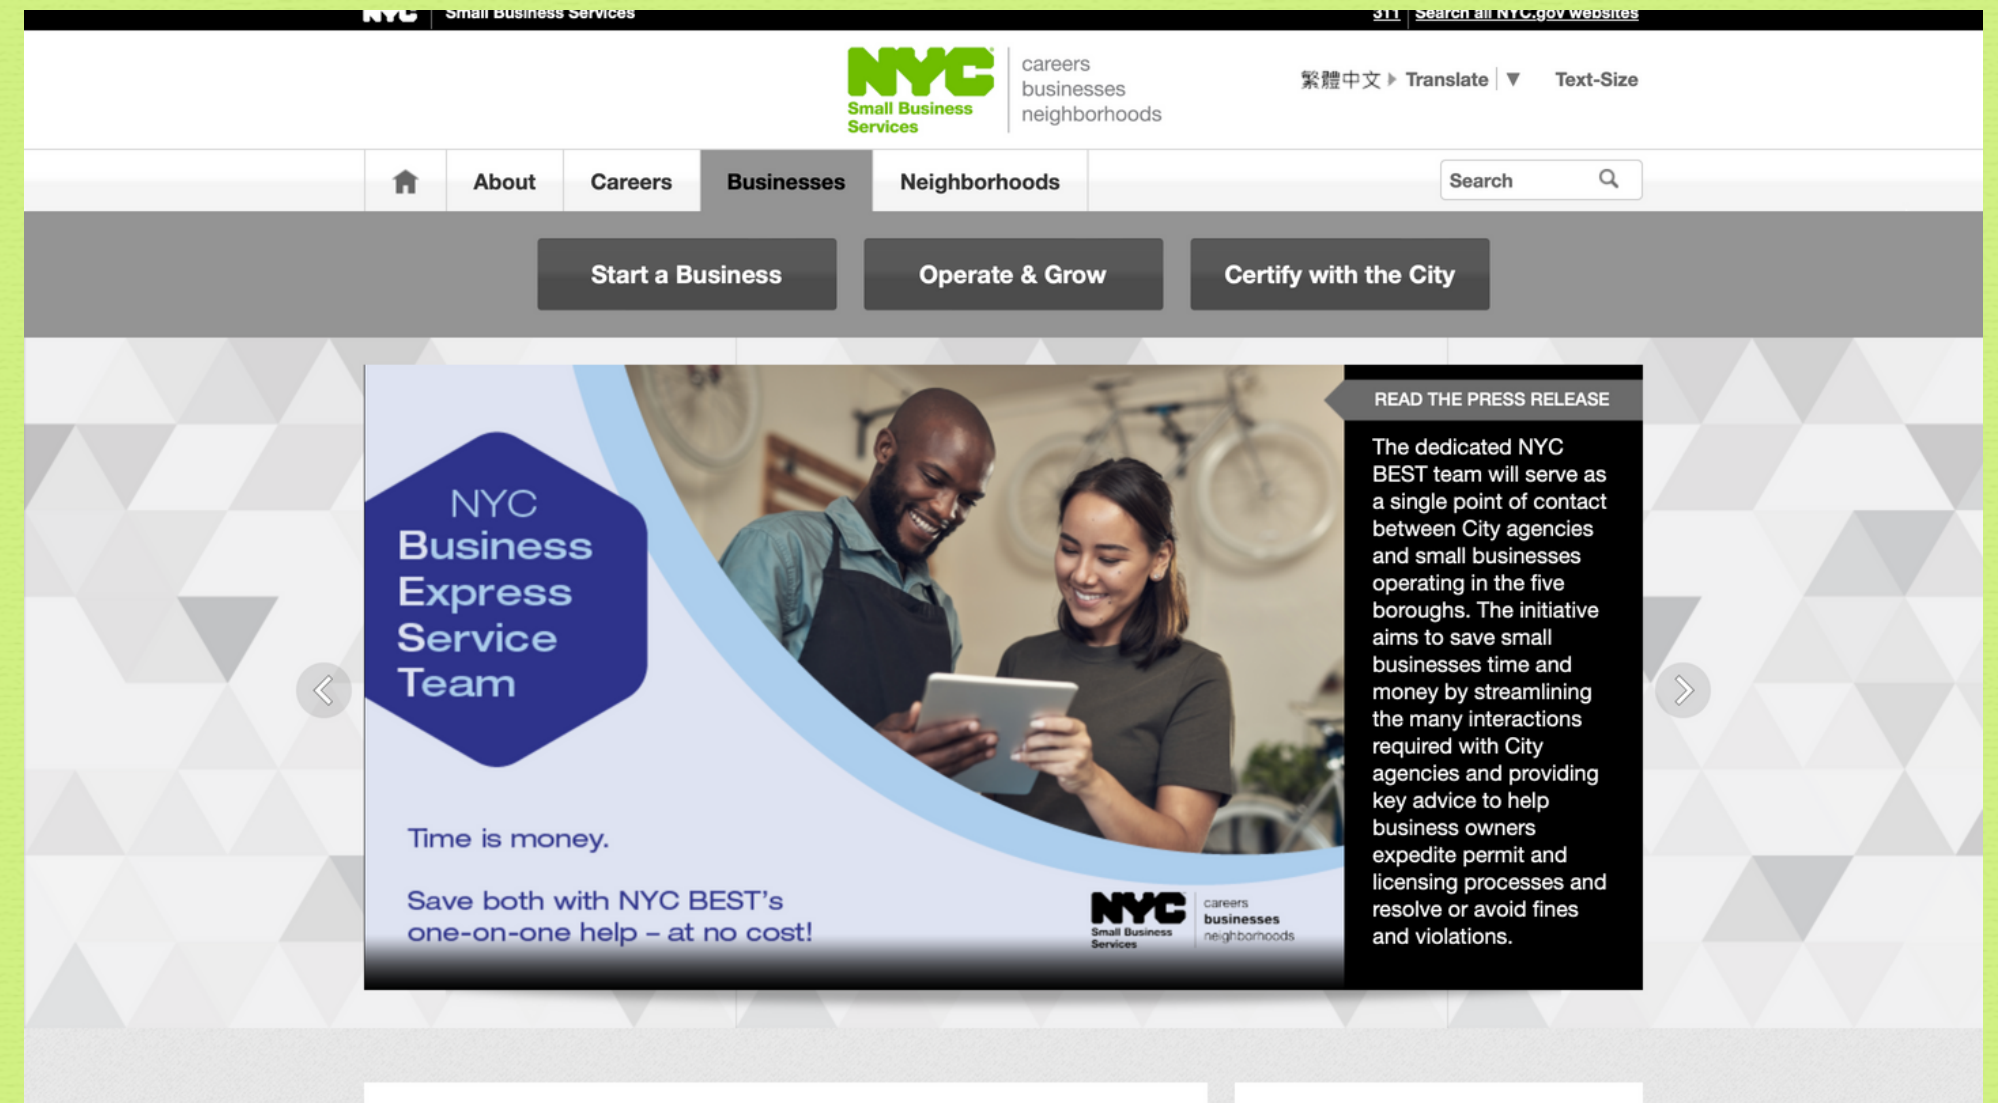 NYC Small Business Services 311 Search all NYC.gov websites
NYC
Small Business
Services
careers
businesses
neighborhoods
繁體中文 Translate ▼ Text-Size
About Careers Businesses Neighborhoods Search
Start a Business Operate & Grow Certify with the City
NYC
Business
Express
Service
Team
Time is money.
Save both with NYC BEST's
one-on-one help – at no cost!
NYC
Small Business
Services
careers
businesses
neighborhoods
READ THE PRESS RELEASE
The dedicated NYC
BEST team will serve as
a single point of contact
between City agencies
and small businesses
operating in the five
boroughs. The initiative
aims to save small
businesses time and
money by streamlining
the many interactions
required with City
agencies and providing
key advice to help
business owners
expedite permit and
licensing processes and
resolve or avoid fines
and violations.